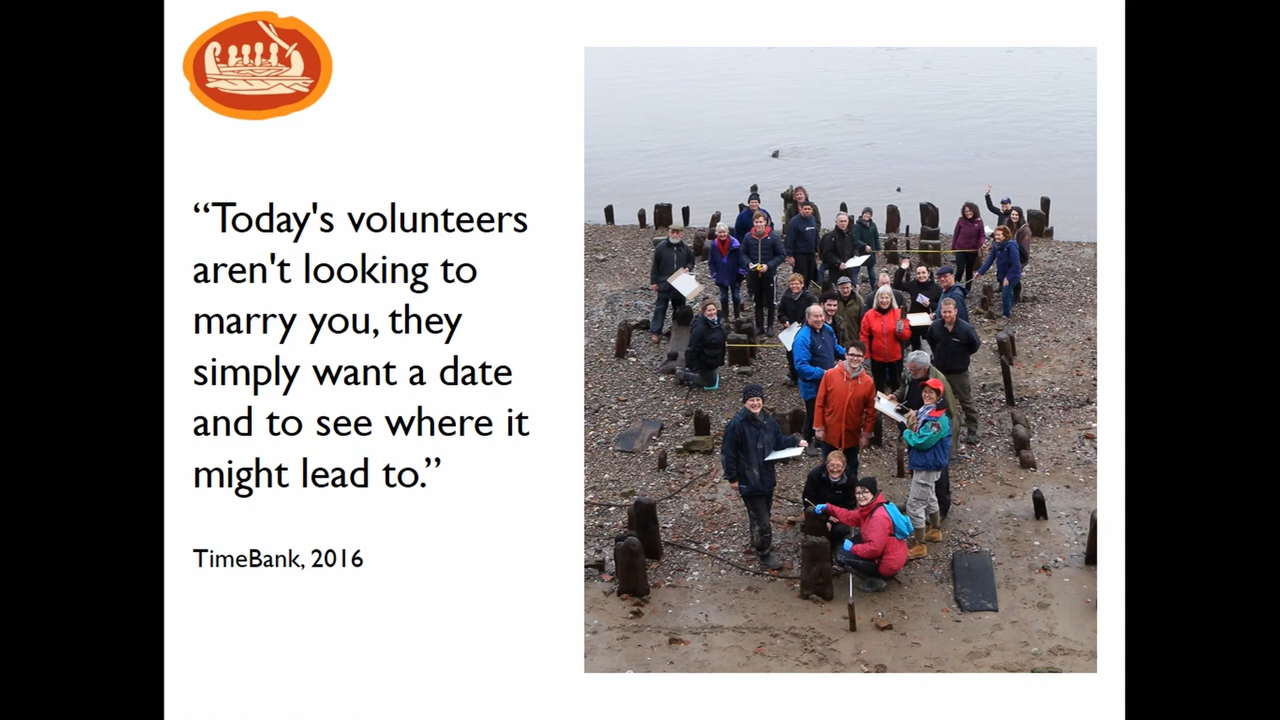 “Today's volunteers
aren't looking to
marry you, they
simply want a date
and to see where it
might lead to.”
TimeBank, 2016